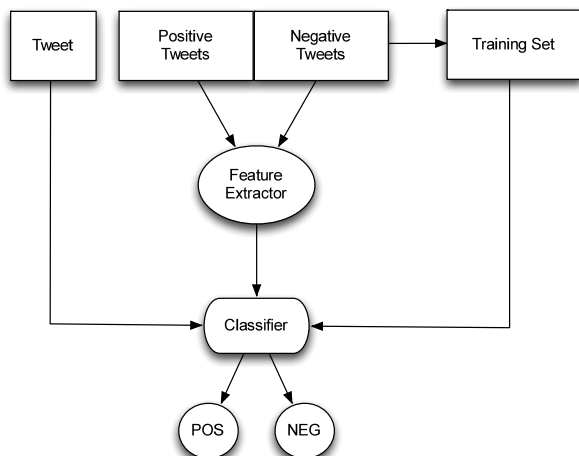 Tweet
Positive
Tweets
Negative
Tweets
Training Set
Feature
Extractor
Classifier
POS
NEG